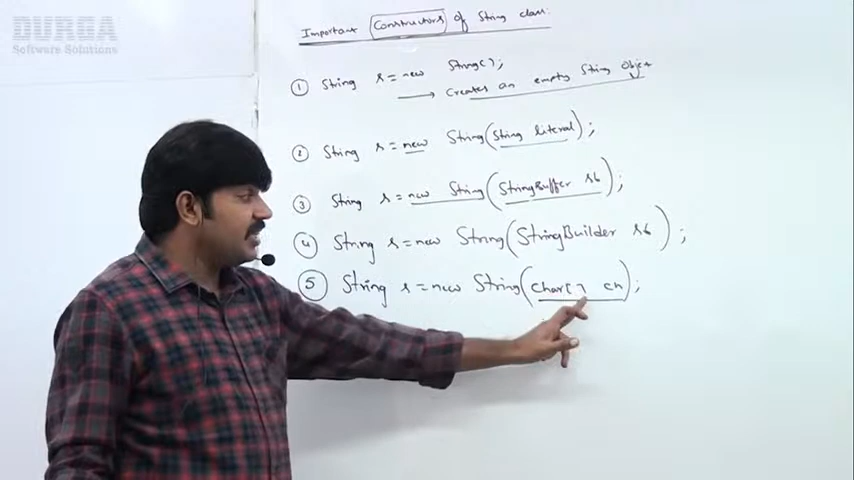 DURGA
Software Solutions
Important Constructors of String class:
① String s = new String();
→ Creates an empty String Object
② String s = new String(String literal);
③ String s = new String(StringBuffer sb);
④ String s = new String(StringBuilder sb);
⑤ String s = new String(char[] ch);